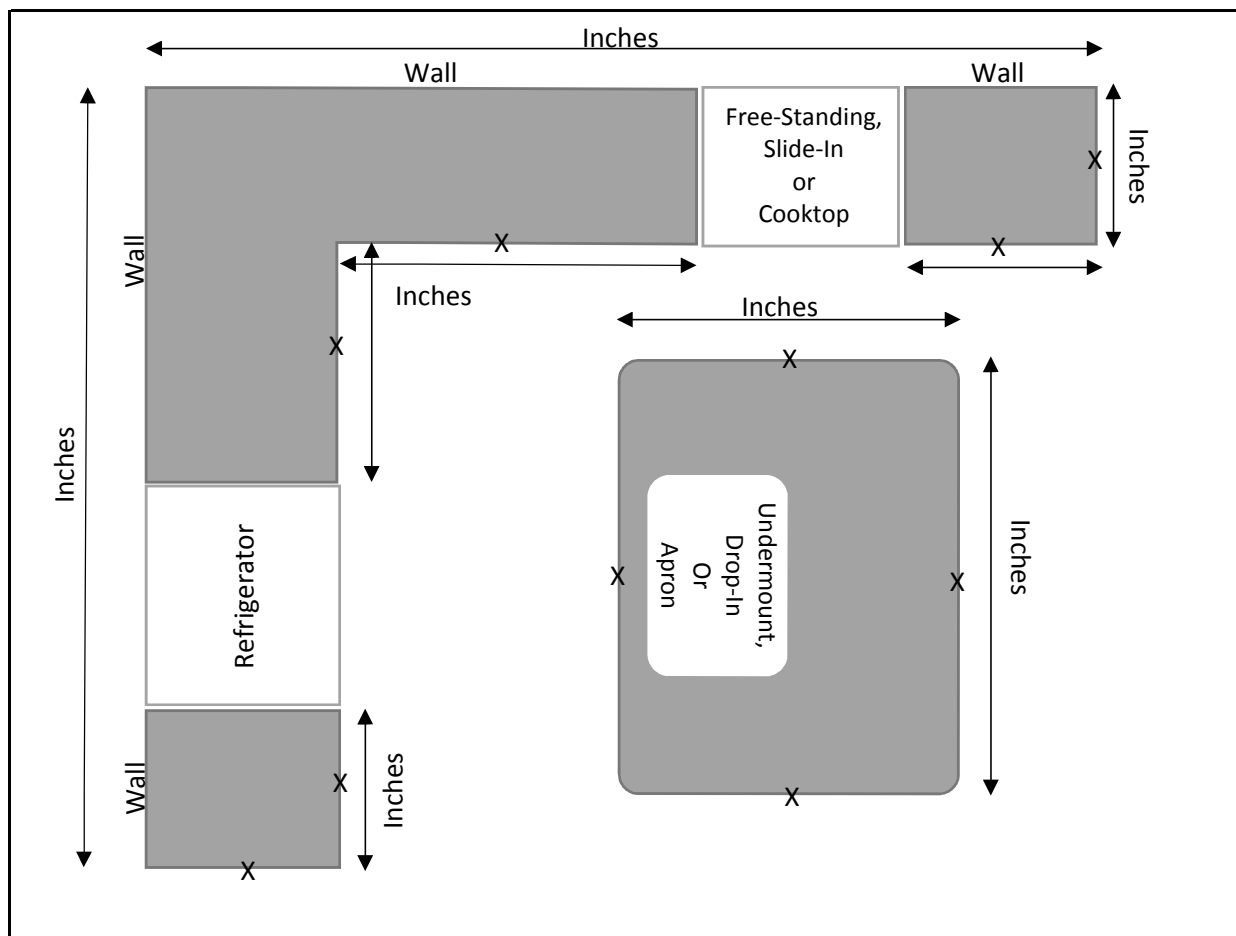 Inches
Wall
Wall
Free-Standing,
Slide-In
or
Cooktop
X
Inches
Wall
X
X
Inches
Inches
X
X
Inches
Undermount,
Drop-In
Or
Apron
X
X
Inches
Refrigerator
Wall
X
Inches
X
X